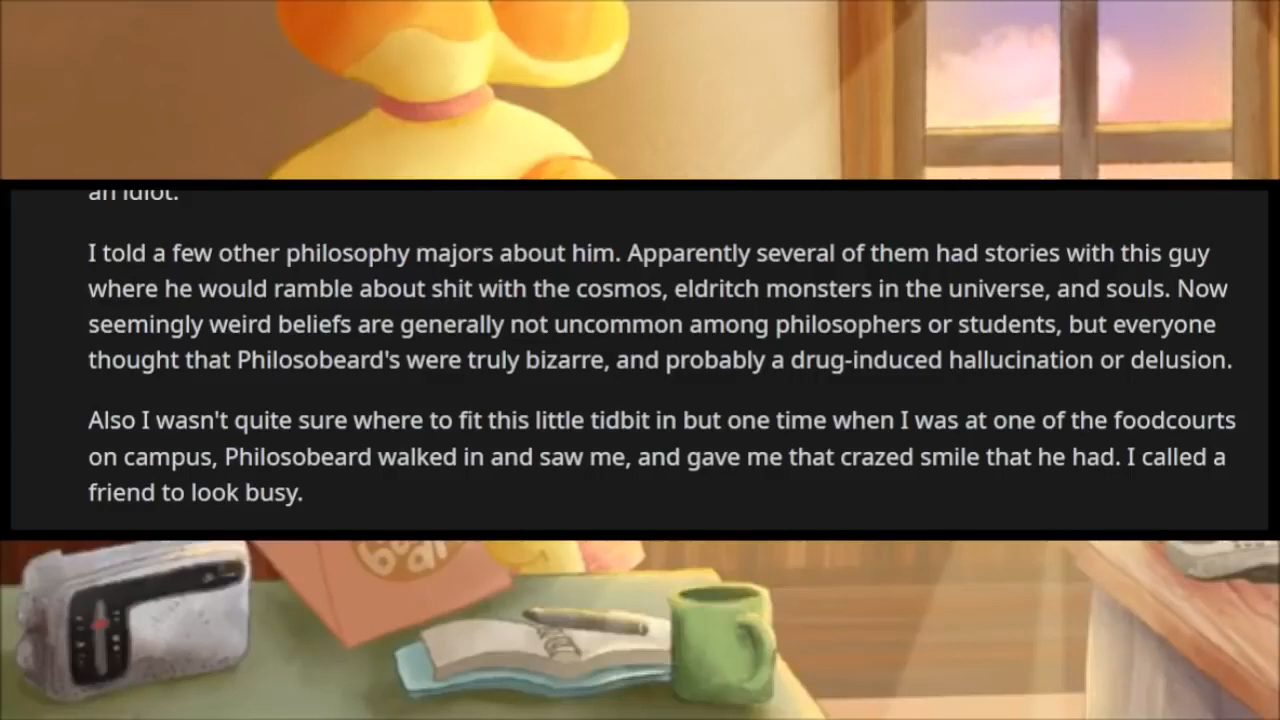 an idiot.
I told a few other philosophy majors about him. Apparently several of them had stories with this guy
where he would ramble about shit with the cosmos, eldritch monsters in the universe, and souls. Now
seemingly weird beliefs are generally not uncommon among philosophers or students, but everyone
thought that Philosobeard's were truly bizarre, and probably a drug-induced hallucination or delusion.
Also I wasn't quite sure where to fit this little tidbit in but one time when I was at one of the foodcourts
on campus, Philosobeard walked in and saw me, and gave me that crazed smile that he had. I called a
friend to look busy.